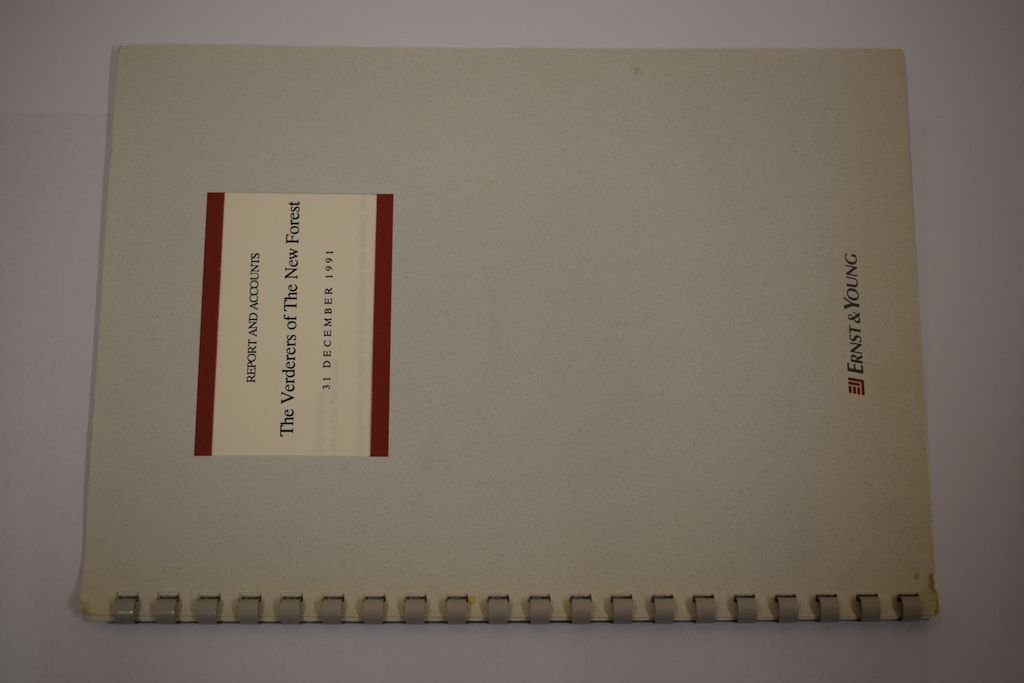 REPORT AND ACCOUNTS
The Verderers of The New Forest
31 DECEMBER 1991
ERNST & YOUNG